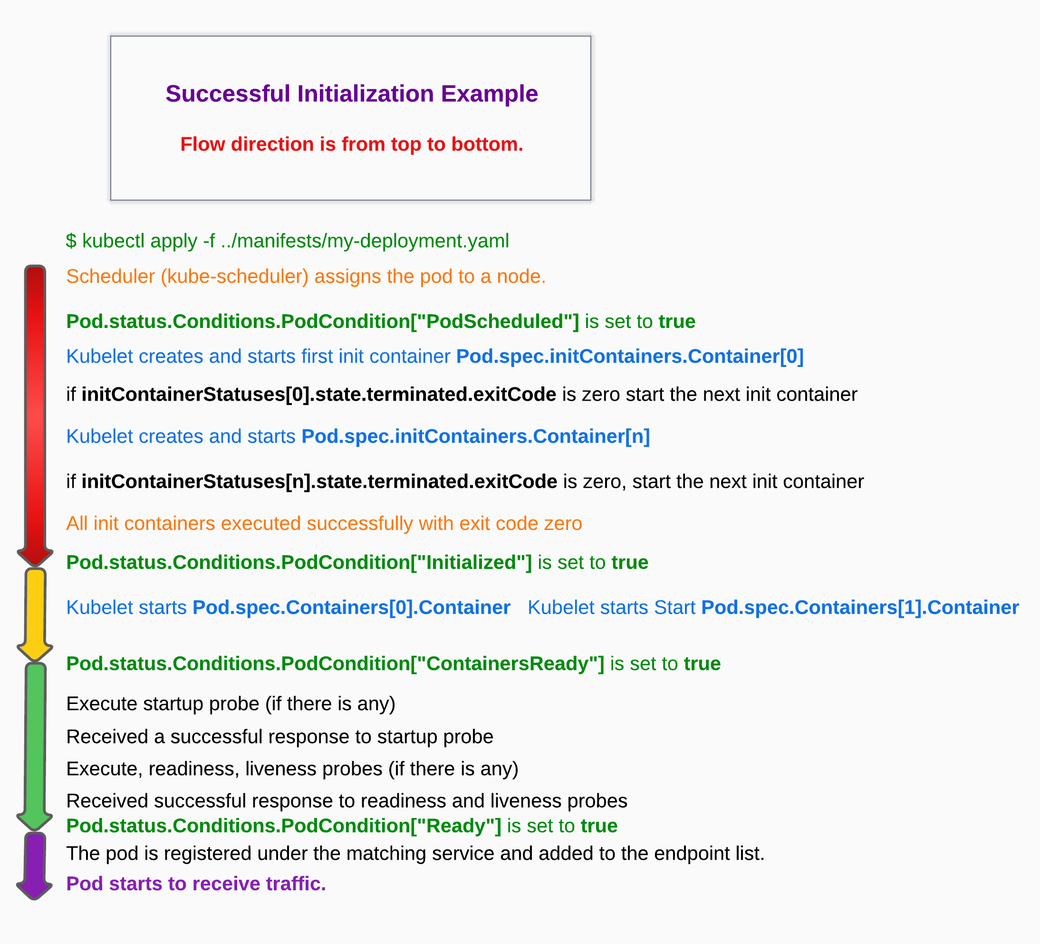 Successful Initialization Example
Flow direction is from top to bottom.
$ kubectl apply -f ../manifests/my-deployment.yaml
Scheduler (kube-scheduler) assigns the pod to a node.
Pod.status.Conditions.PodCondition["PodScheduled"] is set to true
Kubelet creates and starts first init container Pod.spec.initContainers.Container[0]
if initContainerStatuses[0].state.terminated.exitCode is zero start the next init container
Kubelet creates and starts Pod.spec.initContainers.Container[n]
if initContainerStatuses[n].state.terminated.exitCode is zero, start the next init container
All init containers executed successfully with exit code zero
Pod.status.Conditions.PodCondition["Initialized"] is set to true
Kubelet starts Pod.spec.Containers[0].Container Kubelet starts Start Pod.spec.Containers[1].Container
Pod.status.Conditions.PodCondition["ContainersReady"] is set to true
Execute startup probe (if there is any)
Received a successful response to startup probe
Execute, readiness, liveness probes (if there is any)
Received successful response to readiness and liveness probes
Pod.status.Conditions.PodCondition["Ready"] is set to true
The pod is registered under the matching service and added to the endpoint list.
Pod starts to receive traffic.